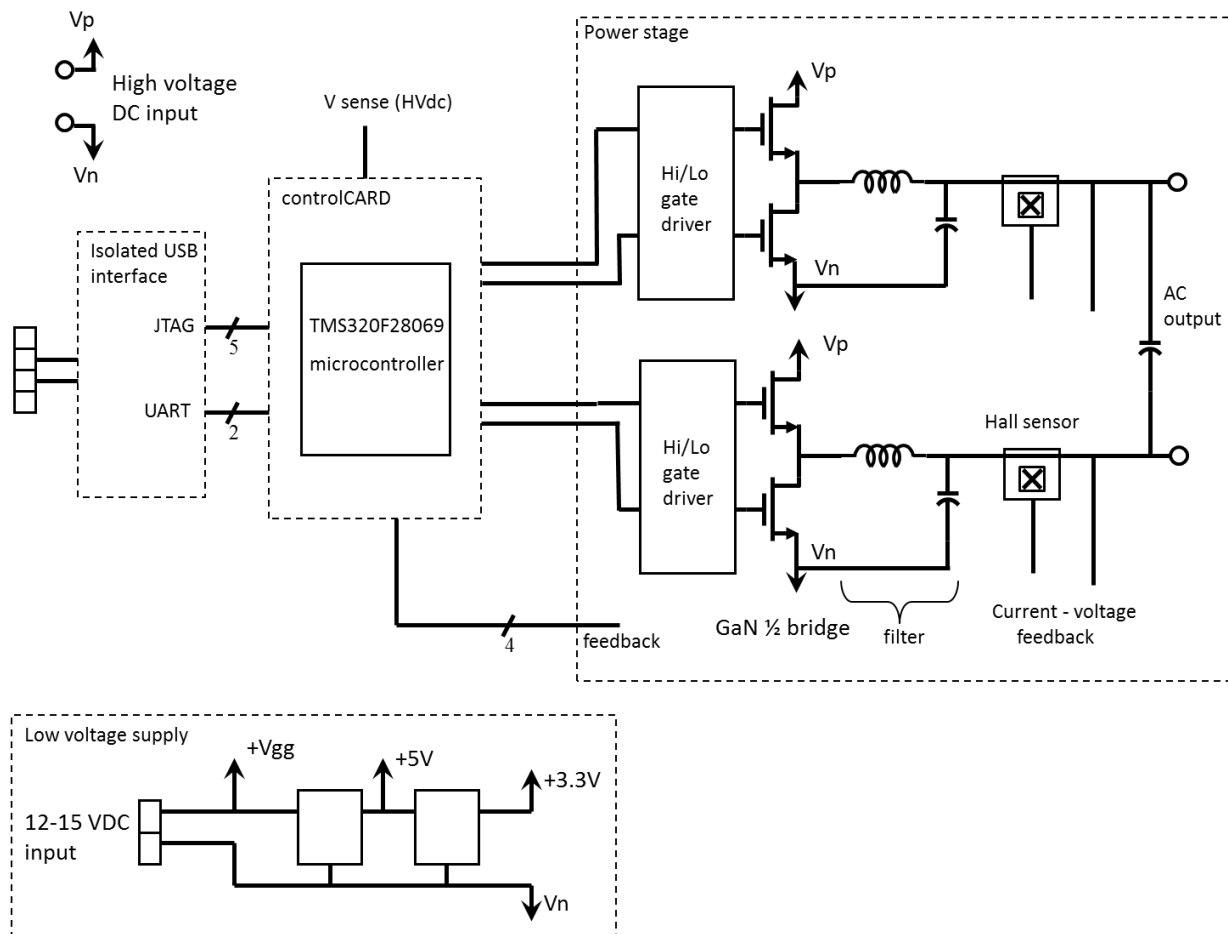 Vp
High voltage
DC input
Vn
V sense (HVdc)
controlCARD
TMS320F28069
microcontroller
Isolated USB
interface
JTAG
5
UART
2
4
feedback
Power stage
Vp
Hi/Lo
gate
driver
Vn
Vp
Hi/Lo
gate
driver
Vn
GaN ½ bridge
filter
AC
output
Hall sensor
Current - voltage
feedback
Low voltage supply
+Vgg
+5V
+3.3V
12-15 VDC
input
Vn